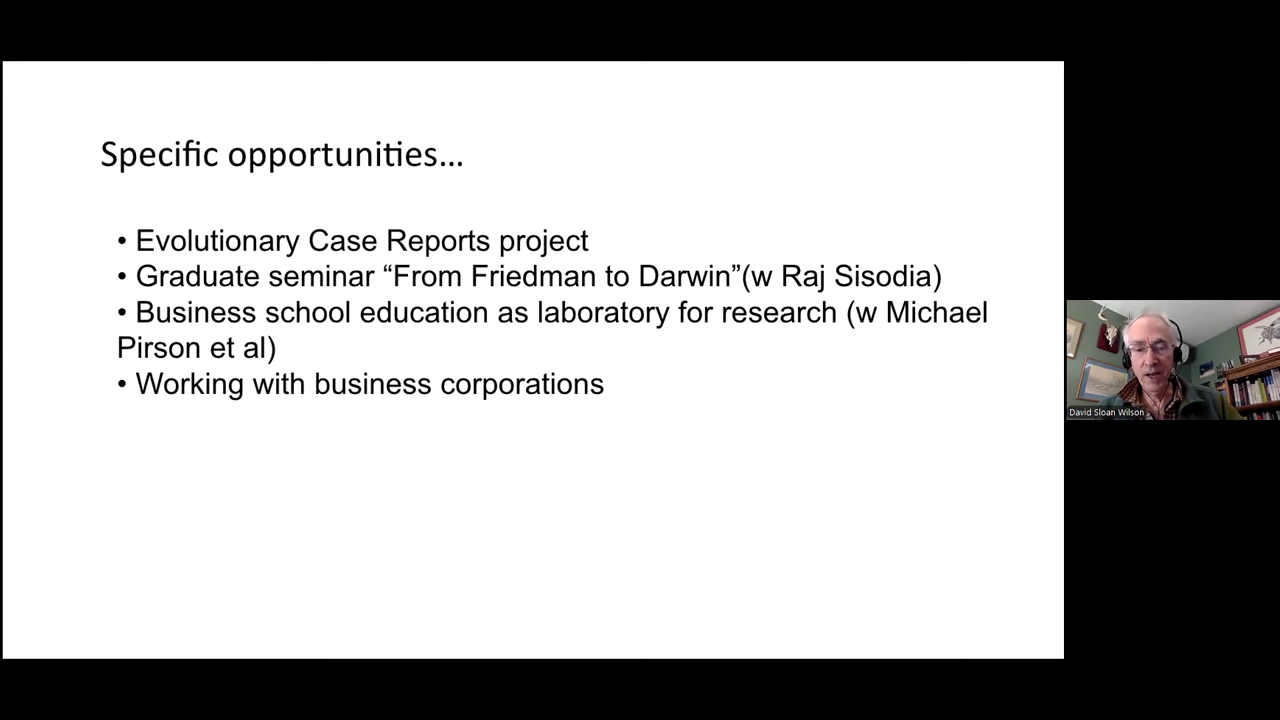 Specific opportunities...
• Evolutionary Case Reports project
• Graduate seminar “From Friedman to Darwin”(w Raj Sisodia)
• Business school education as laboratory for research (w Michael
Pirson et al)
• Working with business corporations
David Sloan Wilson